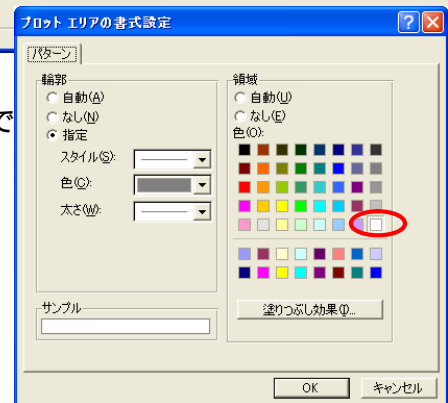 プロット エリアの書式設定
パターン
で
輪郭
自動(A)
なし(N)
指定
スタイル(S):
色(C):
太さ(W):
サンプル
領域
自動(U)
なし(E)
色(O):
塗りつぶし効果(I)...
OK
キャンセル